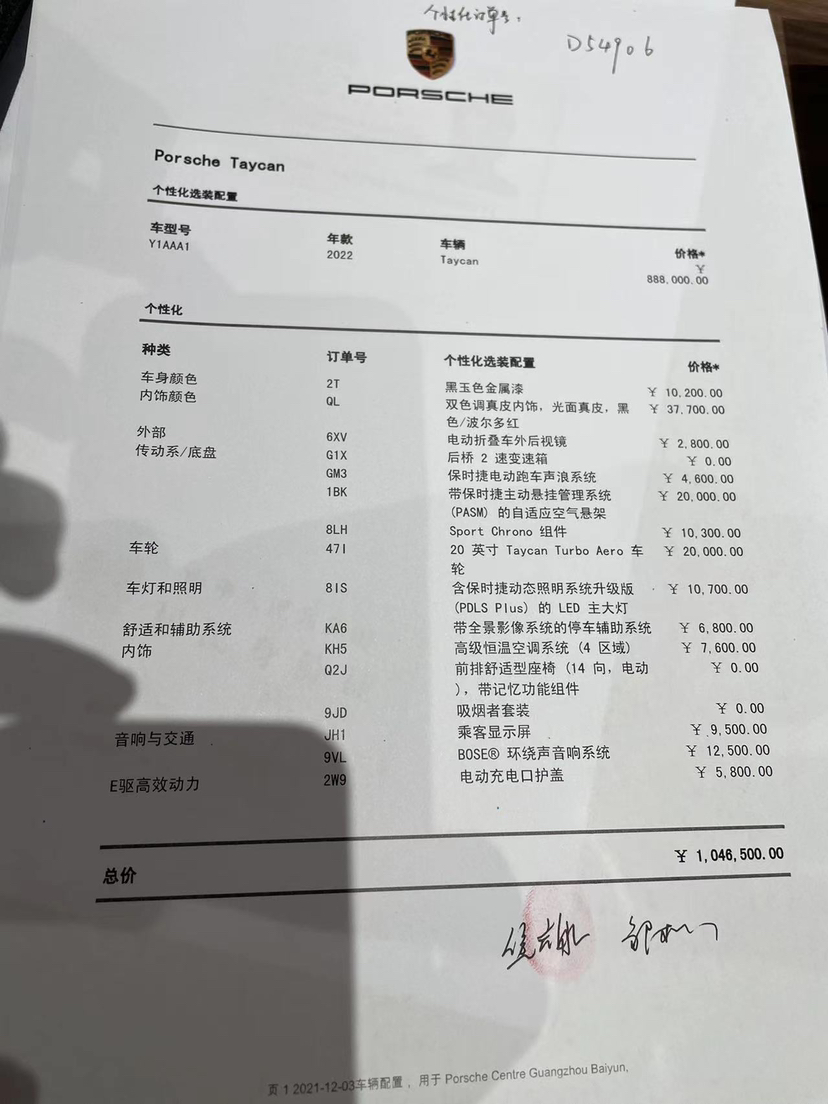 个性化订单号:
D54906
PORSCHE
Porsche Taycan
个性化选装配置
车型号 年款 车辆 价格*
Y1AAA1 2022 Taycan ¥
888,000.00
个性化
种类 订单号 个性化选装配置 价格*
车身颜色 2T 黑玉色金属漆 ¥ 10,200.00
内饰颜色 QL 双色调真皮内饰，光面真皮，黑 ¥ 37,700.00
色/波尔多红
外部 6XV 电动折叠车外后视镜 ¥ 2,800.00
传动系/底盘 G1X 后桥 2 速变速箱 ¥ 0.00
GM3 保时捷电动跑车声浪系统 ¥ 4,600.00
1BK 带保时捷主动悬挂管理系统 ¥ 20,000.00
(PASM) 的自适应空气悬架
8LH Sport Chrono 组件 ¥ 10,300.00
车轮 47I 20 英寸 Taycan Turbo Aero 车 ¥ 20,000.00
轮
车灯和照明 8IS 含保时捷动态照明系统升级版 ¥ 10,700.00
(PDLS Plus) 的 LED 主大灯
舒适和辅助系统 KA6 带全景影像系统的停车辅助系统 ¥ 6,800.00
内饰 KH5 高级恒温空调系统 (4 区域) ¥ 7,600.00
Q2J 前排舒适型座椅 (14 向，电动 ¥ 0.00
)，带记忆功能组件
9JD 吸烟者套装 ¥ 0.00
音响与交通 JH1 乘客显示屏 ¥ 9,500.00
9VL BOSE® 环绕声音响系统 ¥ 12,500.00
E驱高效动力 2W9 电动充电口护盖 ¥ 5,800.00
总价 ¥ 1,046,500.00
页 1 2021-12-03车辆配置， 用于 Porsche Centre Guangzhou Baiyun,